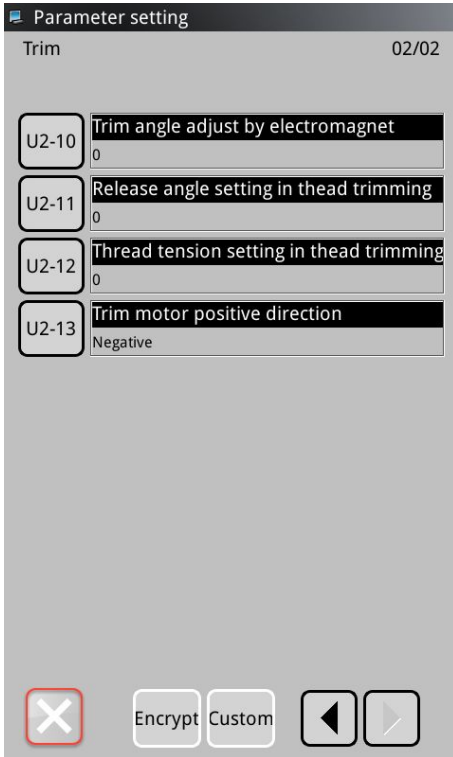 Parameter setting
Trim 02/02
U2-10 Trim angle adjust by electromagnet
0
U2-11 Release angle setting in thead trimming
0
U2-12 Thread tension setting in thead trimming
0
U2-13 Trim motor positive direction
Negative
Encrypt Custom